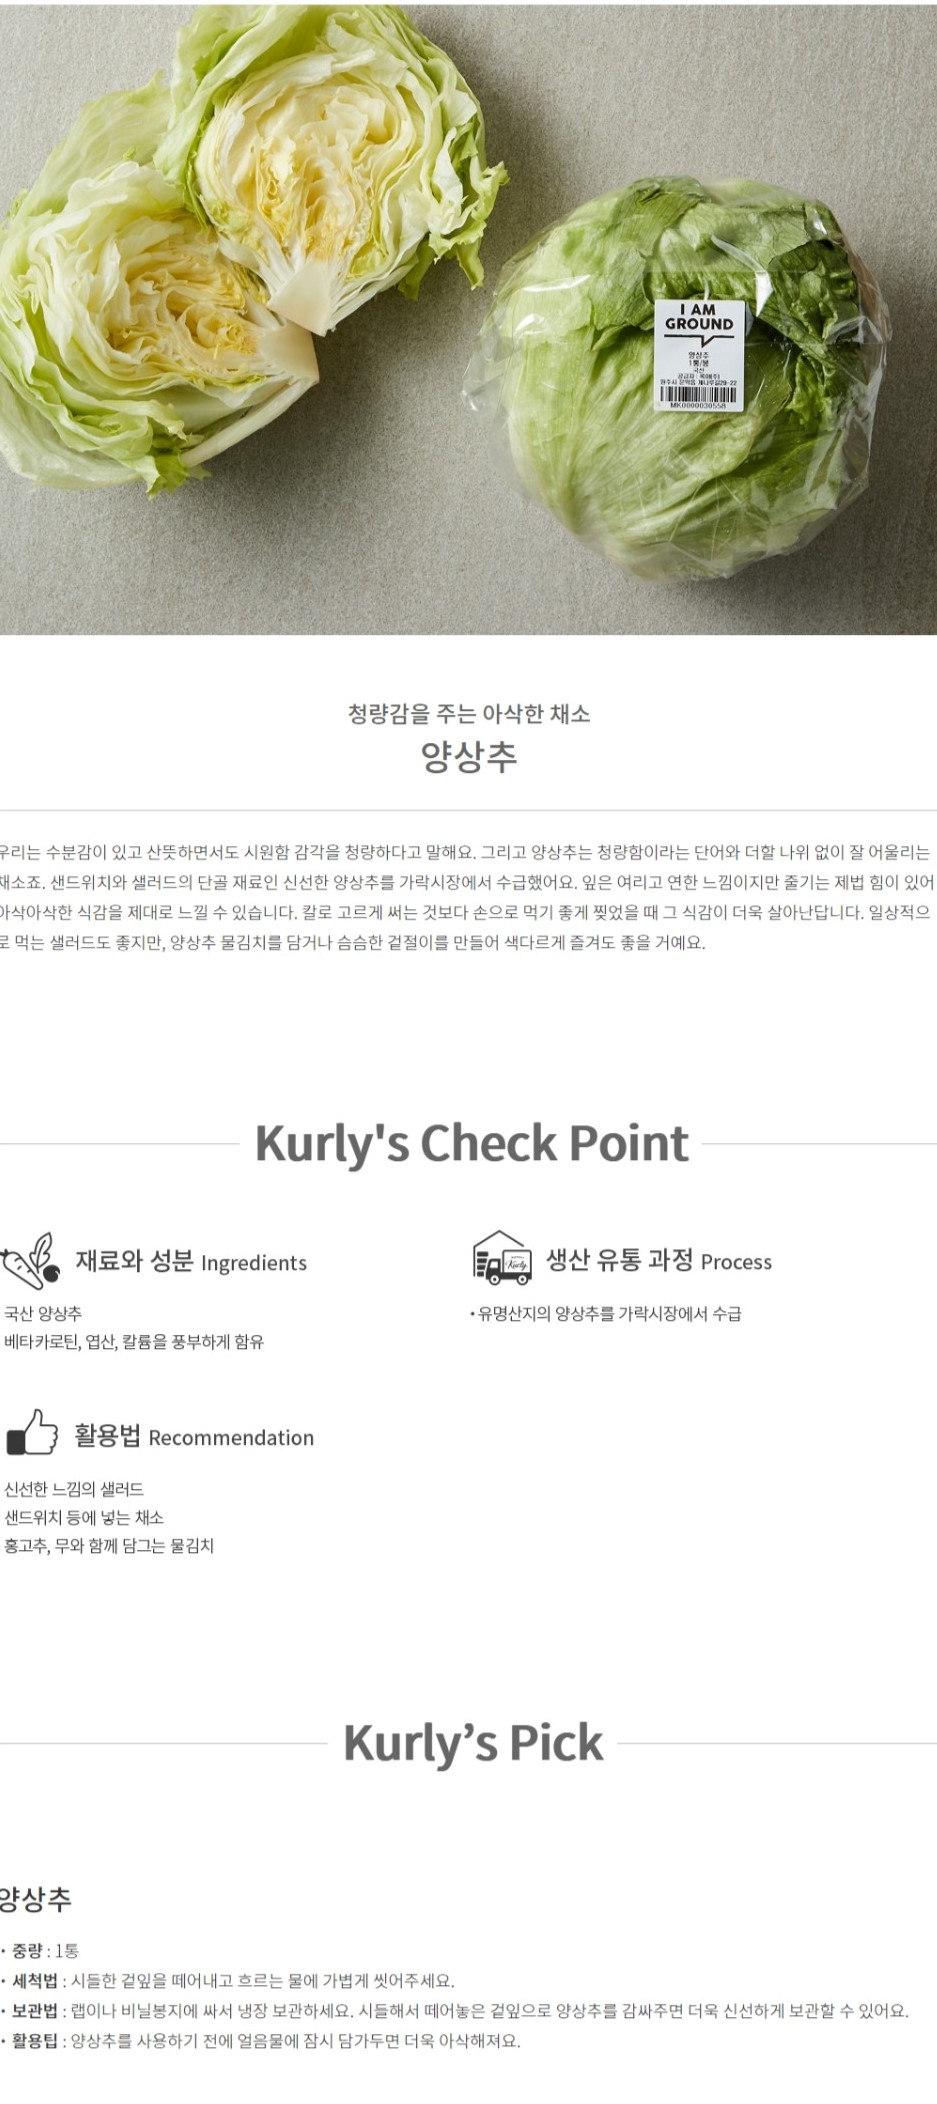 I AM
GROUND
양상추
1통/봉
국산
MK0000030558
청량감을 주는 아삭한 채소
양상추
우리는 수분감이 있고 산뜻하면서도 시원함 감각을 청량하다고 말해요. 그리고 양상추는 청량함이라는 단어와 더할 나위 없이 잘 어울리는
채소죠. 샌드위치와 샐러드의 단골 재료인 신선한 양상추를 가락시장에서 수급했어요. 잎은 여리고 연한 느낌이지만 줄기는 제법 힘이 있어
아삭아삭한 식감을 제대로 느낄 수 있습니다. 칼로 고르게 써는 것보다 손으로 먹기 좋게 찢었을 때 그 식감이 더욱 살아난답니다. 일상적으
로 먹는 샐러드도 좋지만, 양상추 물김치를 담거나 슴슴한 겉절이를 만들어 색다르게 즐겨도 좋을 거예요.
Kurly's Check Point
재료와 성분 Ingredients
국산 양상추
베타카로틴, 엽산, 칼륨을 풍부하게 함유
Kurly
생산 유통 과정 Process
• 유명산지의 양상추를 가락시장에서 수급
활용법 Recommendation
신선한 느낌의 샐러드
샌드위치 등에 넣는 채소
홍고추, 무와 함께 담그는 물김치
Kurly’s Pick
양상추
• 중량 : 1통
• 세척법 : 시들한 겉잎을 떼어내고 흐르는 물에 가볍게 씻어주세요.
• 보관법 : 랩이나 비닐봉지에 싸서 냉장 보관하세요. 시들해서 떼어놓은 겉잎으로 양상추를 감싸주면 더욱 신선하게 보관할 수 있어요.
• 활용팁 : 양상추를 사용하기 전에 얼음물에 잠시 담가두면 더욱 아삭해져요.